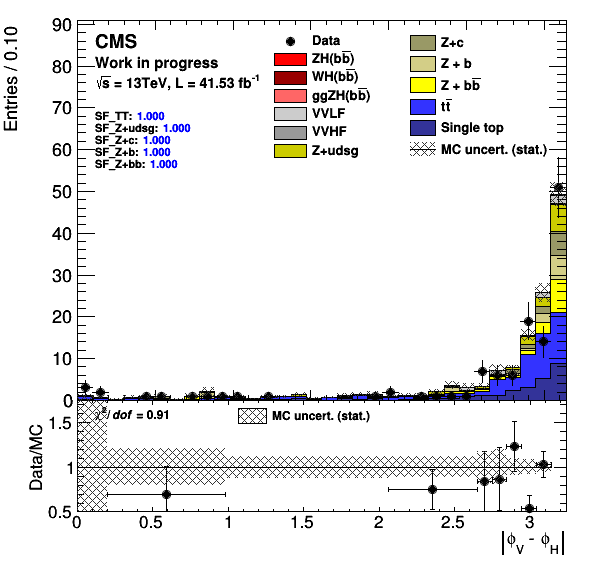 Entries / 0.10
90
80
70
60
50
40
30
20
10
0
CMS
Work in progress
√s = 13TeV, L = 41.53 fb⁻¹
SF_TT: 1.000
SF_Z+udsg: 1.000
SF_Z+c: 1.000
SF_Z+b: 1.000
SF_Z+bb: 1.000
Data
ZH(bb̅)
WH(bb̅)
ggZH(bb̅)
VVLF
VVHF
Z+udsg
Z+c
Z + b
Z + bb̅
tt̅
Single top
MC uncert. (stat.)
Data/MC
1.5
1
0.5
χ²/dof = 0.91
MC uncert. (stat.)
0 0.5 1 1.5 2 2.5 3
|ϕV - ϕH|